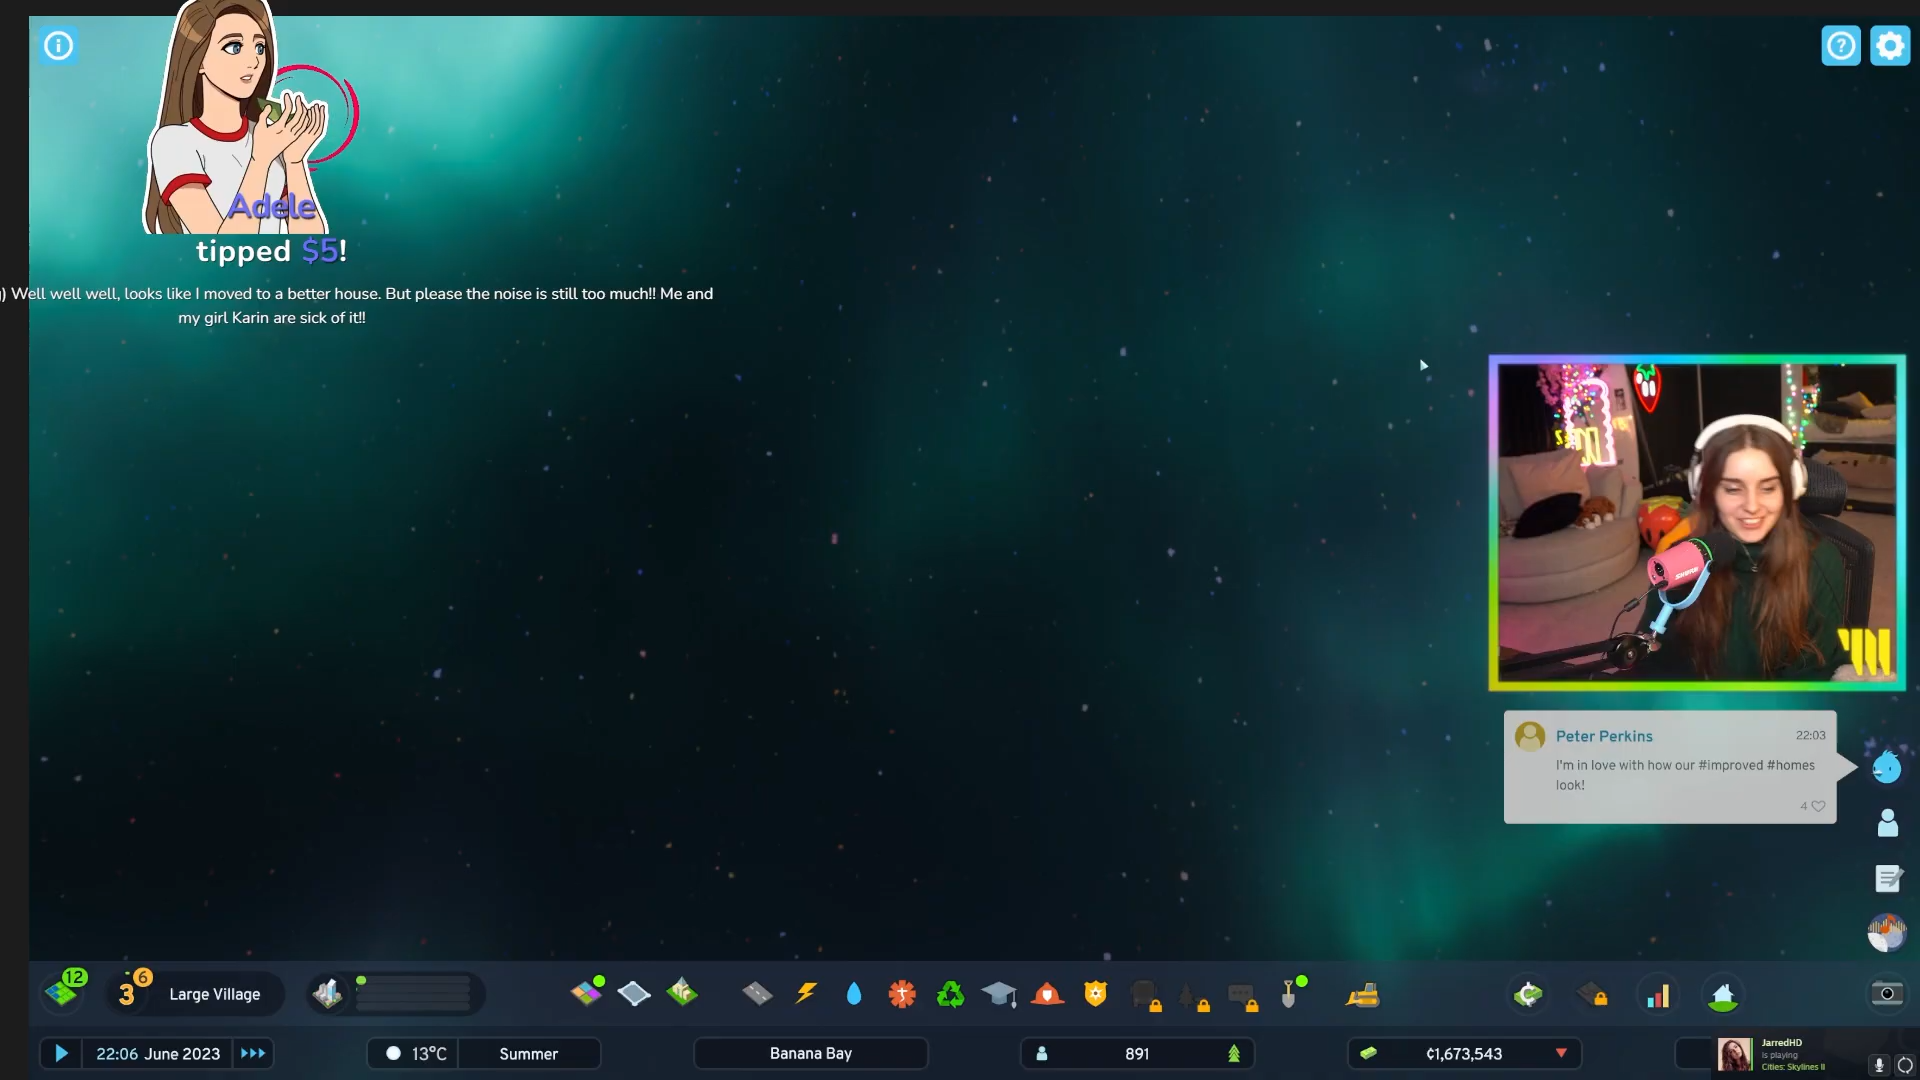 Adele
tipped $5!
) Well well well, looks like I moved to a better house. But please the noise is still too much!! Me and
my girl Karin are sick of it!!
Peter Perkins
22:03
I'm in love with how our #improved #homes
look!
4
12
3
6
Large Village
22:06 June 2023
13°C
Summer
Banana Bay
891
¢1,673,543
JarredHD
is playing
Cities: Skylines II